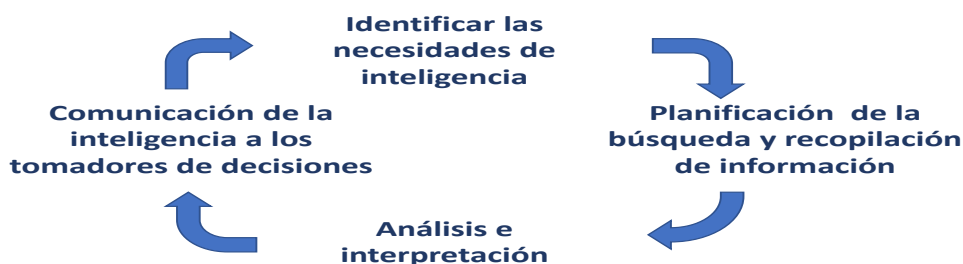 Identificar las
necesidades de
inteligencia
Planificación de la
búsqueda y recopilación
de información
Análisis e
interpretación
Comunicación de la
inteligencia a los
tomadores de decisiones